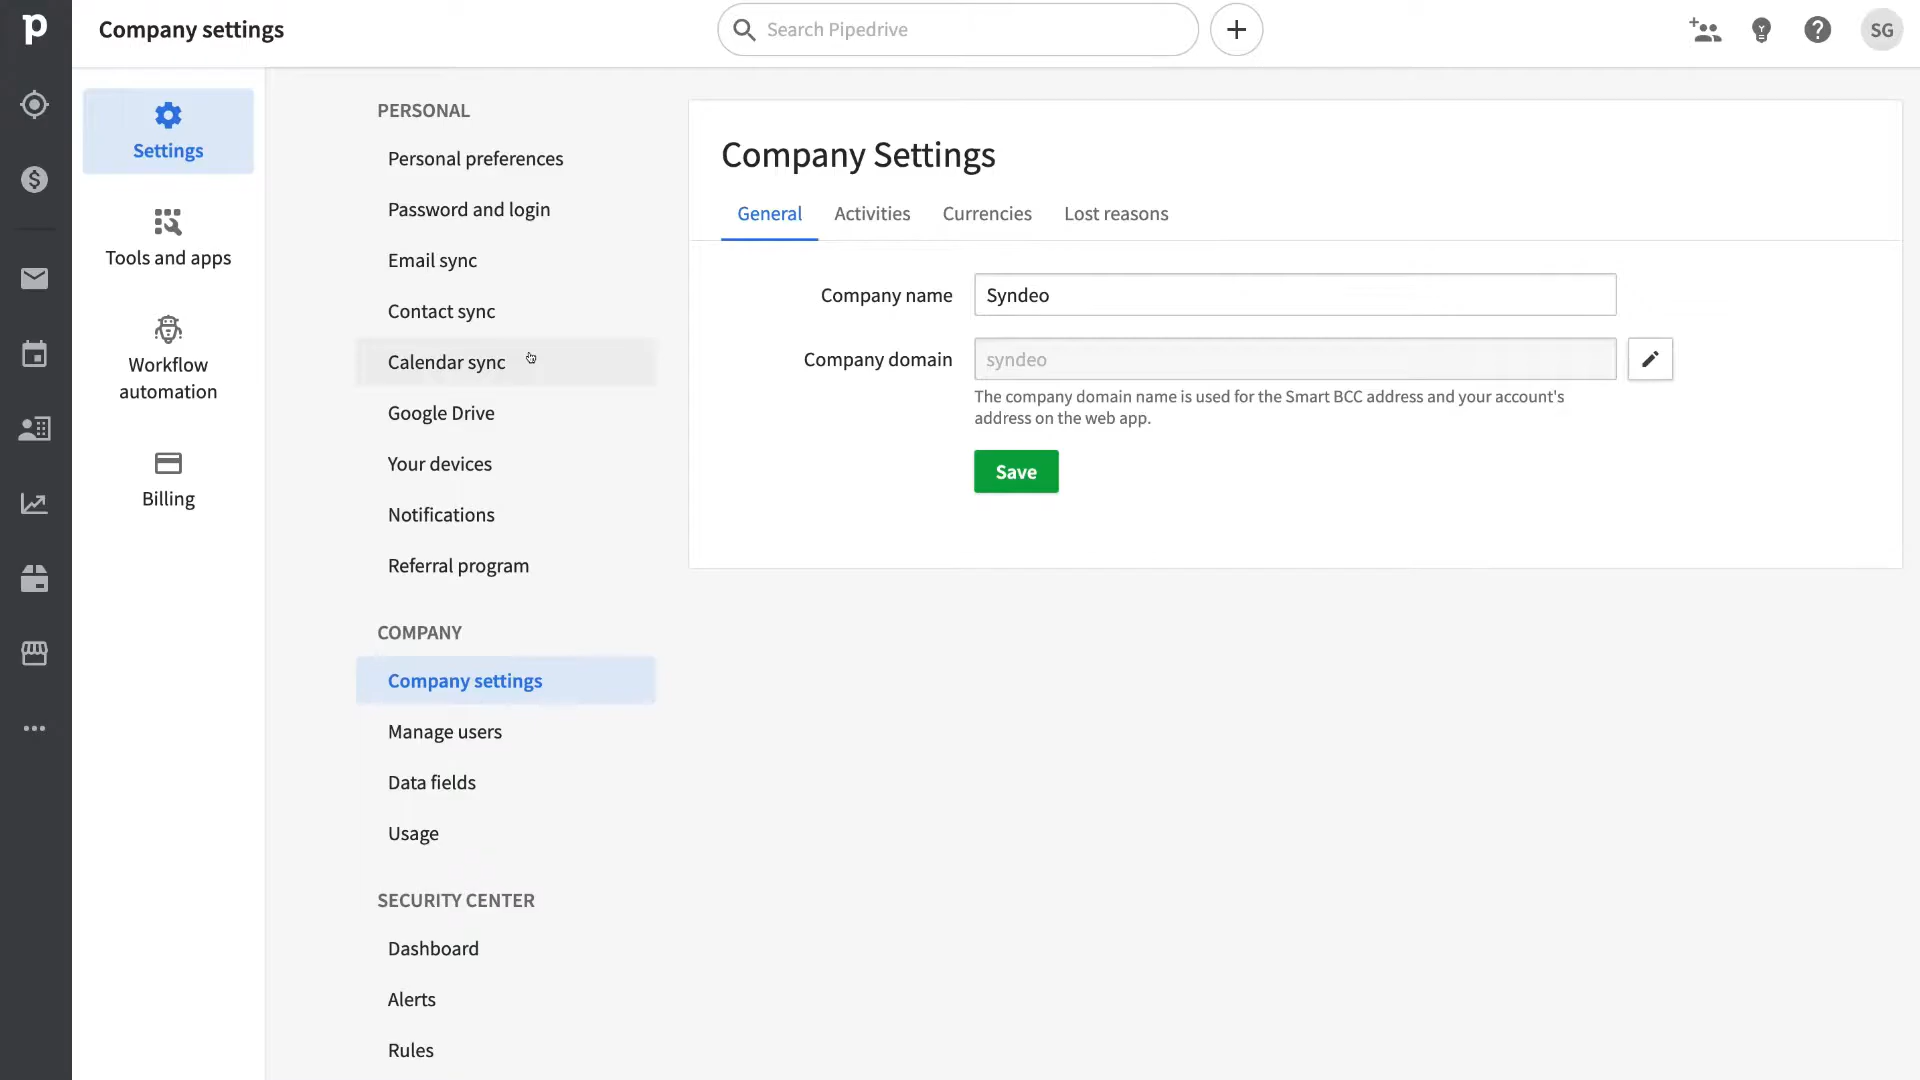 p
Company settings
Search Pipedrive
SG
Settings
Tools and apps
Workflow
automation
Billing
PERSONAL
Personal preferences
Password and login
Email sync
Contact sync
Calendar sync
Google Drive
Your devices
Notifications
Referral program
COMPANY
Company settings
Manage users
Data fields
Usage
SECURITY CENTER
Dashboard
Alerts
Rules
Company Settings
General Activities Currencies Lost reasons
Company name Syndeo
Company domain syndeo
The company domain name is used for the Smart BCC address and your account's
address on the web app.
Save